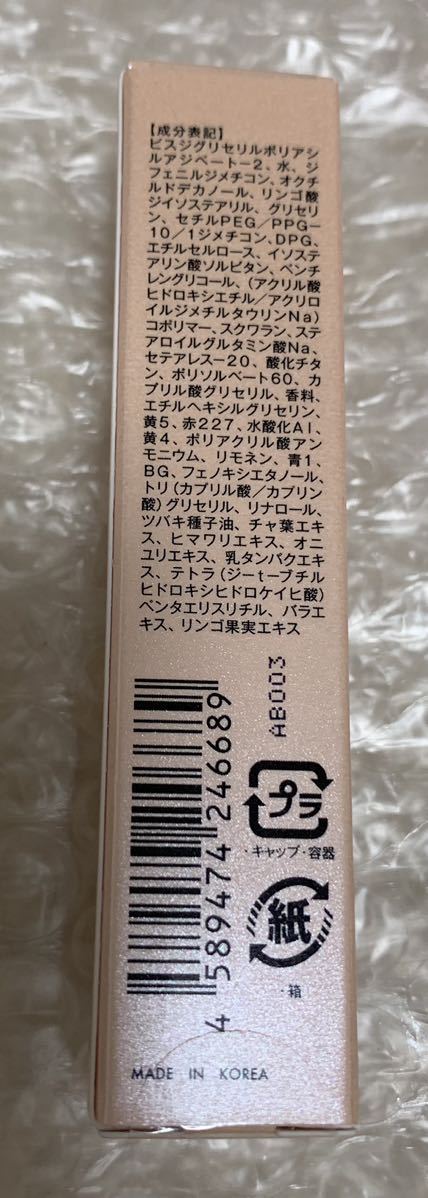 【成分表記】
ビスジグリセリルポリアシ
ルアジペート-2、水、ジ
フェニルジメチコン、オクチ
ルドデカノール、リンゴ酸
ジイソステアリル、グリセリ
ン、セチルPEG/PPG-
10/1ジメチコン、DPG、
エチルセルロース、イソステ
アリン酸ソルビタン、ペンチ
レングリコール、(アクリル酸
ヒドロキシエチル/アクリロ
イルジメチルタウリンNa)
コポリマー、スクワラン、ステ
アロイルグルタミン酸Na、
セテアレス-20、酸化チタ
ン、ポリソルベート60、カ
プリル酸グリセリル、香料、
エチルヘキシルグリセリン、
黄5、赤227、水酸化Al、
黄4、ポリアクリル酸アン
モニウム、リモネン、青1、
BG、フェノキシエタノール、
トリ(カプリル酸/カプリン
酸)グリセリル、リナロール、
ツバキ種子油、チャ葉エキ
ス、ヒマワリエキス、オニ
ユリエキス、乳タンパクエキ
ス、テトラ(ジ-t-ブチル
ヒドロキシヒドロケイヒ酸)
ペンタエリスリチル、バラエ
キス、リンゴ果実エキス
AB003
4 589474 246689
プラ
・キャップ・容器
紙
・箱
MADE IN KOREA